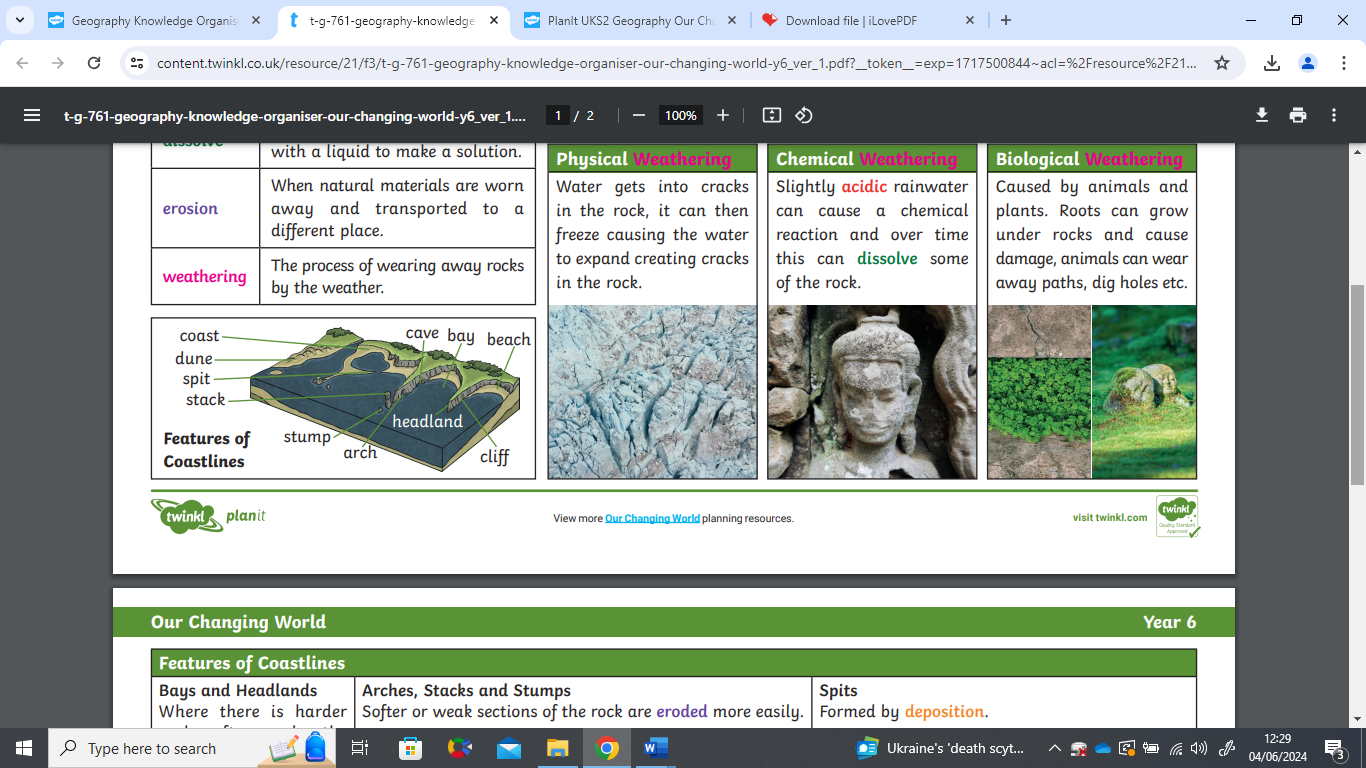 Geography Knowledge Organis
t-g-761-geography-knowledge
PlanIt UKS2 Geography Our Ch
Download file | iLovePDF
content.twinkl.co.uk/resource/21/f3/t-g-761-geography-knowledge-organiser-our-changing-world-y6_ver_1.pdf?__token__=exp=1717500844~acl=%2Fresource%2F21...
t-g-761-geography-knowledge-organiser-our-changing-world-y6_ver_1....
1 / 2
100%
dissolve
with a liquid to make a solution.
erosion
When natural materials are worn
away and transported to a
different place.
weathering
The process of wearing away rocks
by the weather.
coast
dune
spit
stack
cave
bay
beach
headland
stump
arch
cliff
Features of
Coastlines
Physical Weathering
Water gets into cracks
in the rock, it can then
freeze causing the water
to expand creating cracks
in the rock.
Chemical Weathering
Slightly acidic rainwater
can cause a chemical
reaction and over time
this can dissolve some
of the rock.
Biological Weathering
Caused by animals and
plants. Roots can grow
under rocks and cause
damage, animals can wear
away paths, dig holes etc.
twinkl planit
View more Our Changing World planning resources.
visit twinkl.com
twinkl
Quality Standard
Approved
Our Changing World
Year 6
Features of Coastlines
Bays and Headlands
Where there is harder
Arches, Stacks and Stumps
Softer or weak sections of the rock are eroded more easily.
Spits
Formed by deposition.
Type here to search
Ukraine's 'death scyt...
12:29
04/06/2024
3